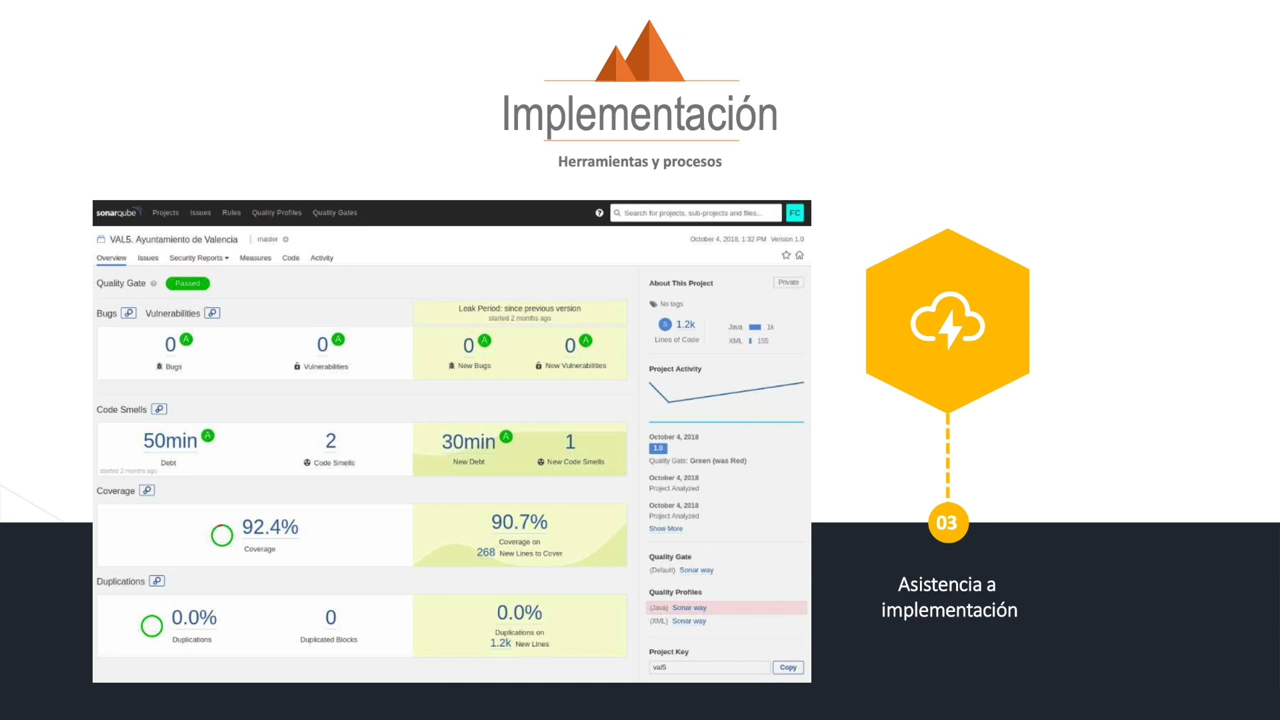 Implementación
Herramientas y procesos
sonarqube Projects Issues Rules Quality Profiles Quality Gates
Search for projects, sub-projects and files... FC
VAL5. Ayuntamiento de Valencia master
October 4, 2018, 1:32 PM Version 1.0
Overview Issues Security Reports Measures Code Activity
Quality Gate Passed
Bugs Vulnerabilities
Leak Period: since previous version
started 2 months ago
0 A 0 A 0 A 0 A
Bugs Vulnerabilities New Bugs New Vulnerabilities
Code Smells
50min A 2 30min A 1
Debt Code Smells New Debt New Code Smells
started 2 months ago
Coverage
92.4% 90.7%
Coverage Coverage on
268 New Lines to Cover
Duplications
0.0% 0 0.0%
Duplications Duplicated Blocks Duplications on
1.2k New Lines
About This Project Private
No tags
S 1.2k Java 1k
Lines of Code XML 155
Project Activity
October 4, 2018
1.0
Quality Gate: Green (was Red)
October 4, 2018
Project Analyzed
October 4, 2018
Project Analyzed
Show More
Quality Gate
(Default) Sonar way
Quality Profiles
(Java) Sonar way
(XML) Sonar way
Project Key
val5 Copy
03
Asistencia a
implementación